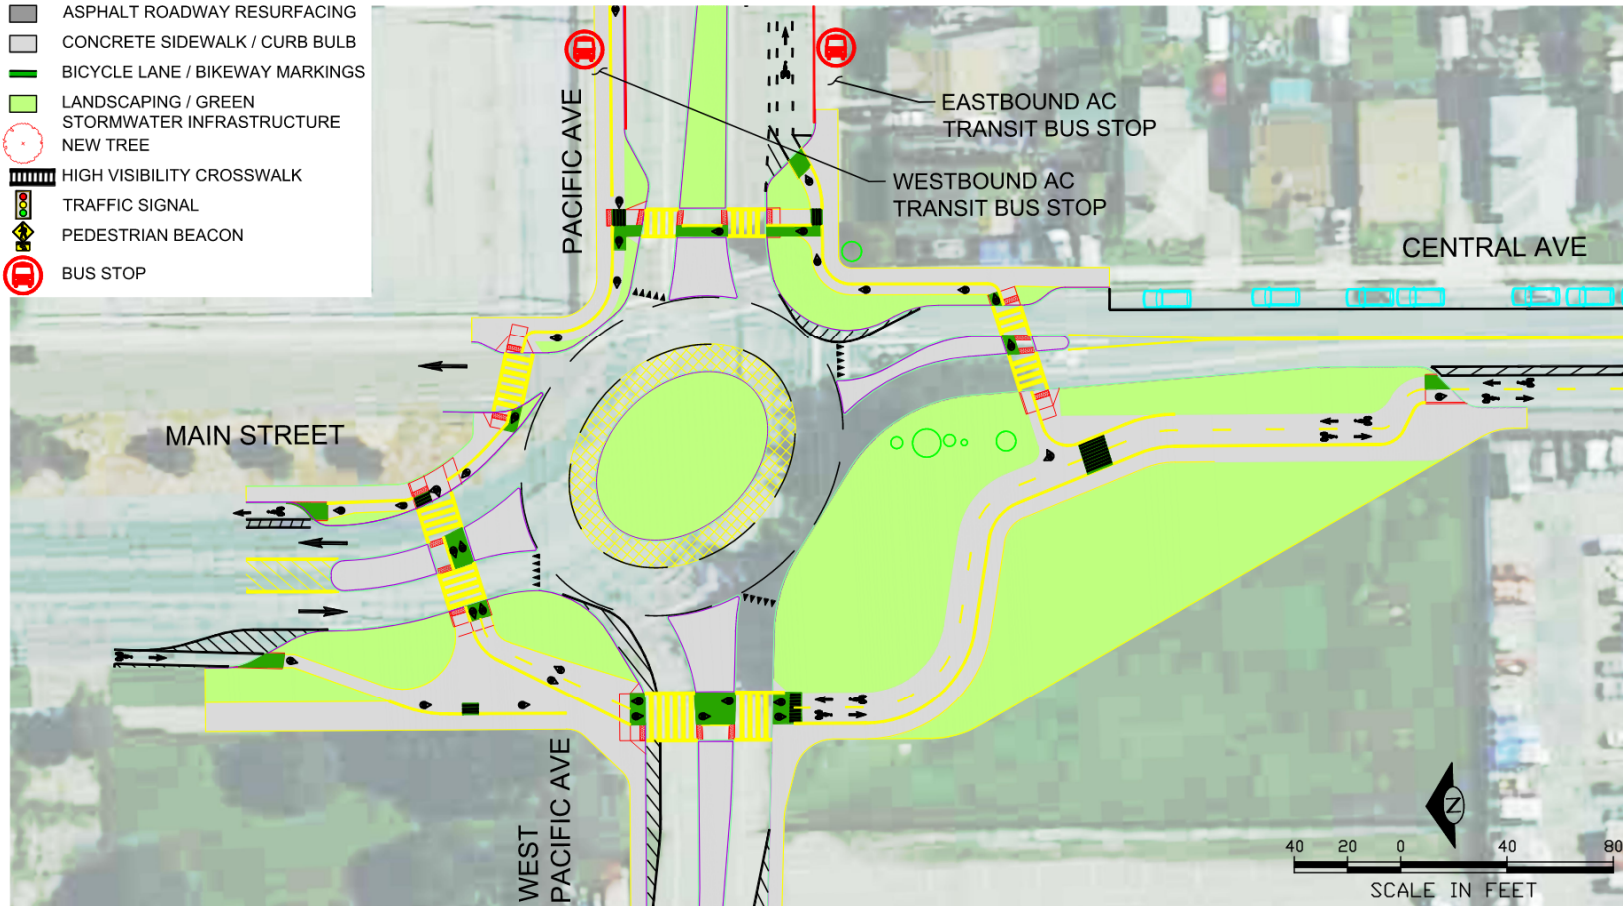 ASPHALT ROADWAY RESURFACING
CONCRETE SIDEWALK / CURB BULB
BICYCLE LANE / BIKEWAY MARKINGS
LANDSCAPING / GREEN
STORMWATER INFRASTRUCTURE
NEW TREE
HIGH VISIBILITY CROSSWALK
TRAFFIC SIGNAL
PEDESTRIAN BEACON
BUS STOP
PACIFIC AVE
EASTBOUND AC
TRANSIT BUS STOP
WESTBOUND AC
TRANSIT BUS STOP
CENTRAL AVE
MAIN STREET
WEST
PACIFIC AVE
N
40 20 0 40 80
SCALE IN FEET